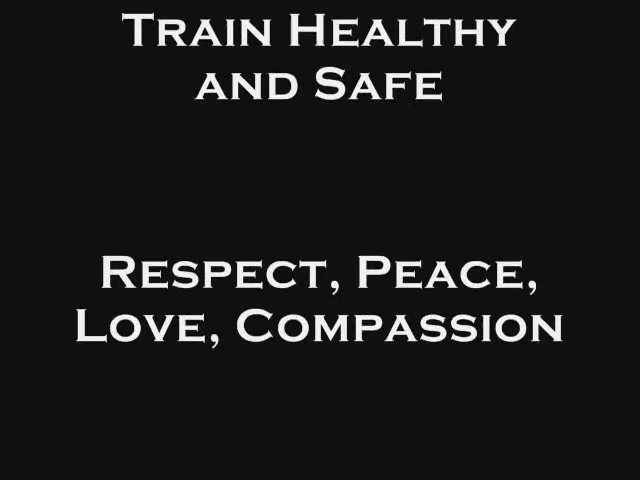 Train Healthy
and Safe
Respect, Peace,
Love, Compassion